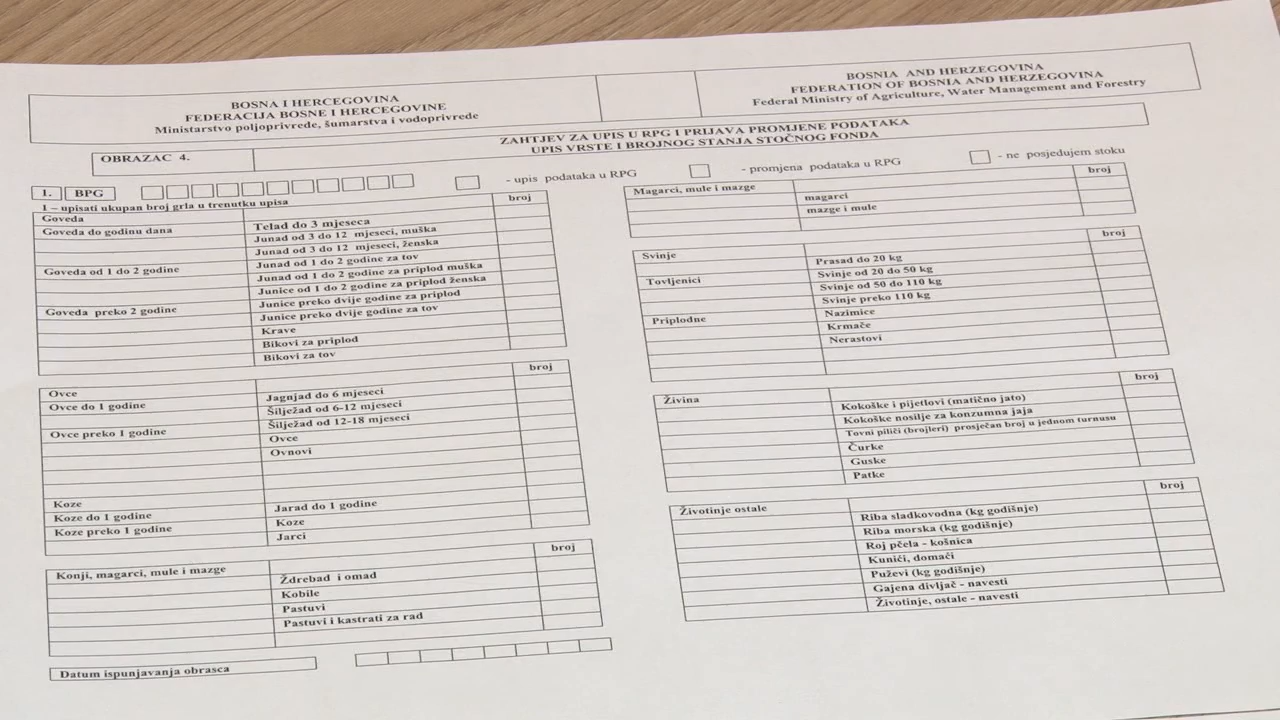 BOSNA I HERCEGOVINA
FEDERACIJA BOSNE I HERCEGOVINE
Ministarstvo poljoprivrede, šumarstva i vodoprivrede
BOSNIA AND HERZEGOVINA
FEDERATION OF BOSNIA AND HERZEGOVINA
Federal Ministry of Agriculture, Water Management and Forestry
OBRAZAC 4.
ZAHTJEV ZA UPIS U RPG I PRIJAVA PROMJENE PODATAKA
UPIS VRSTE I BROJNOG STANJA STOČNOG FONDA
1. BPG
- upis podataka u RPG
- promjena podataka u RPG
- ne posjedujem stoku
1 – upisati ukupan broj grla u trenutku upisa
broj
Goveda
Goveda do godinu dana Telad do 3 mjeseca
Junad od 3 do 12 mjeseci, muška
Junad od 3 do 12 mjeseci, ženska
Goveda od 1 do 2 godine Junad od 1 do 2 godine za tov
Junad od 1 do 2 godine za priplod muška
Junice od 1 do 2 godine za priplod ženska
Goveda preko 2 godine Junice preko dvije godine za priplod
Junice preko dvije godine za tov
Krave
Bikovi za priplod
Bikovi za tov
broj
Ovce
Ovce do 1 godine Jagnjad do 6 mjeseci
Šilježad od 6-12 mjeseci
Ovce preko 1 godine Šilježad od 12-18 mjeseci
Ovce
Ovnovi
Koze
Koze do 1 godine Jarad do 1 godine
Koze preko 1 godine Koze
Jarci
broj
Konji, magarci, mule i mazge
Ždrebad i omad
Kobile
Pastuvi
Pastuvi i kastrati za rad
Datum ispunjavanja obrasca
Magarci, mule i mazge broj
magarci
mazge i mule
broj
Svinje
Prasad do 20 kg
Tovljenici Svinje od 20 do 50 kg
Svinje od 50 do 110 kg
Svinje preko 110 kg
Priplodne Nazimice
Krmače
Nerastovi
broj
Živina
Kokoške i pijetlovi (matično jato)
Kokoške nosilje za konzumna jaja
Tovni pilići (brojleri) prosječan broj u jednom turnusu
Ćurke
Guske
Patke
broj
Životinje ostale
Riba sladkovodna (kg godišnje)
Riba morska (kg godišnje)
Roj pčela - košnica
Kunići, domaći
Puževi (kg godišnje)
Gajena divljač - navesti
Životinje, ostale - navesti